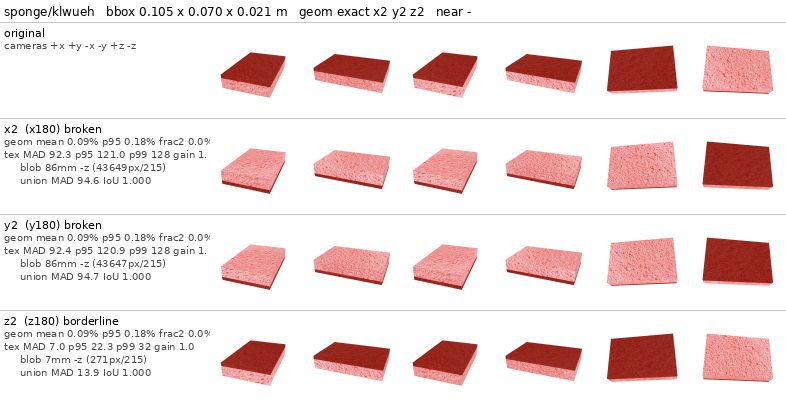 sponge/klwueh   bbox 0.105 x 0.070 x 0.021 m   geom exact x2 y2 z2   near -
original
cameras +x +y -x -y +z -z
x2  (x180) broken
geom mean 0.09% p95 0.18% frac2 0.0%
tex MAD 92.3 p95 121.0 p99 128 gain 1.
blob 86mm -z (43649px/215)
union MAD 94.6 IoU 1.000
y2  (y180) broken
geom mean 0.09% p95 0.18% frac2 0.0%
tex MAD 92.4 p95 120.9 p99 128 gain 1.
blob 86mm -z (43647px/215)
union MAD 94.7 IoU 1.000
z2  (z180) borderline
geom mean 0.09% p95 0.18% frac2 0.0%
tex MAD 7.0 p95 22.3 p99 32 gain 1.0
blob 7mm -z (271px/215)
union MAD 13.9 IoU 1.000